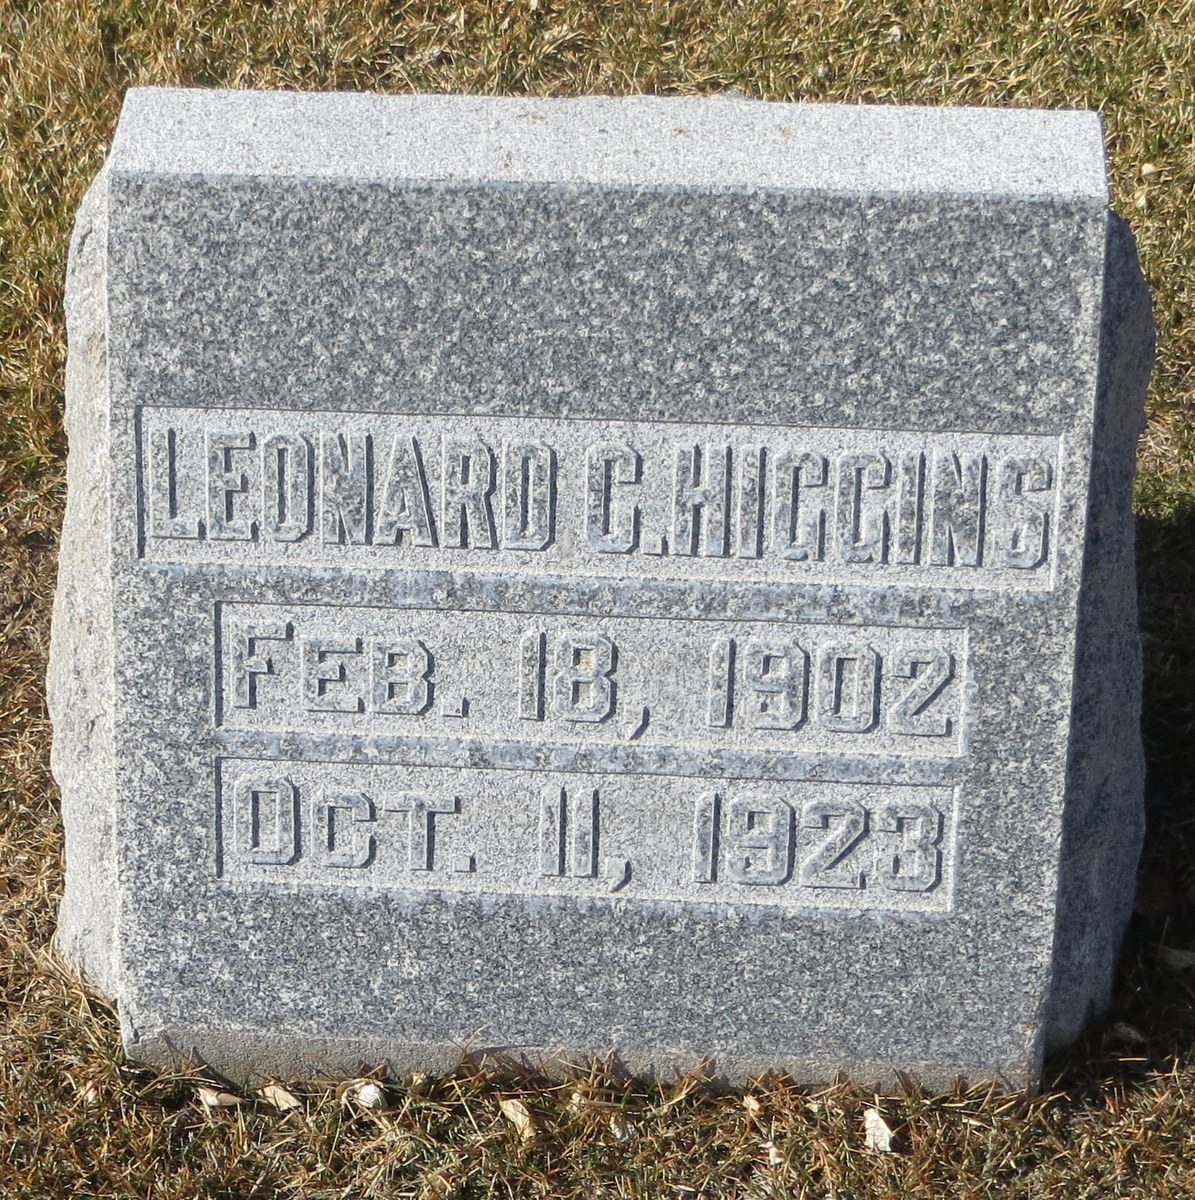 LEONARD C. HIGGINS
FEB. 18, 1902
OCT. 11, 1923